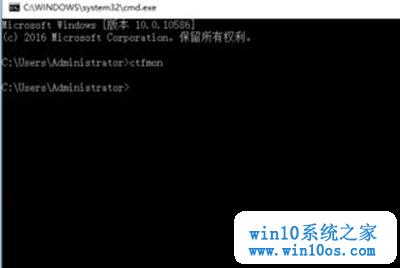 C:\WINDOWS\system32\cmd.exe
Microsoft Windows [版本 10.0.10586]
(c) 2016 Microsoft Corporation。保留所有权利。
C:\Users\Administrator>ctfmon
C:\Users\Administrator>
win10系统之家
www.win10os.com